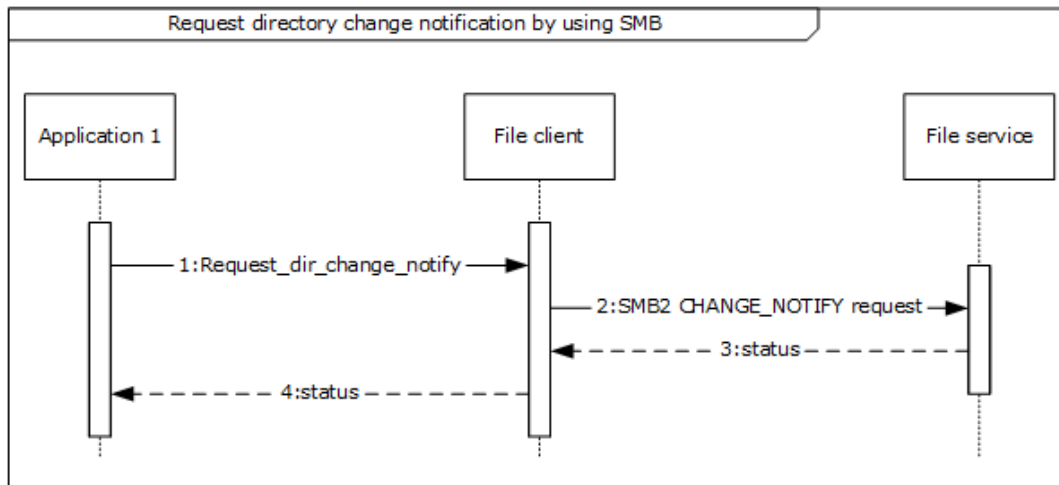 Request directory change notification by using SMB
Application 1
File client
File service
1:Request_dir_change_notify
2:SMB2 CHANGE_NOTIFY request
3:status
4:status